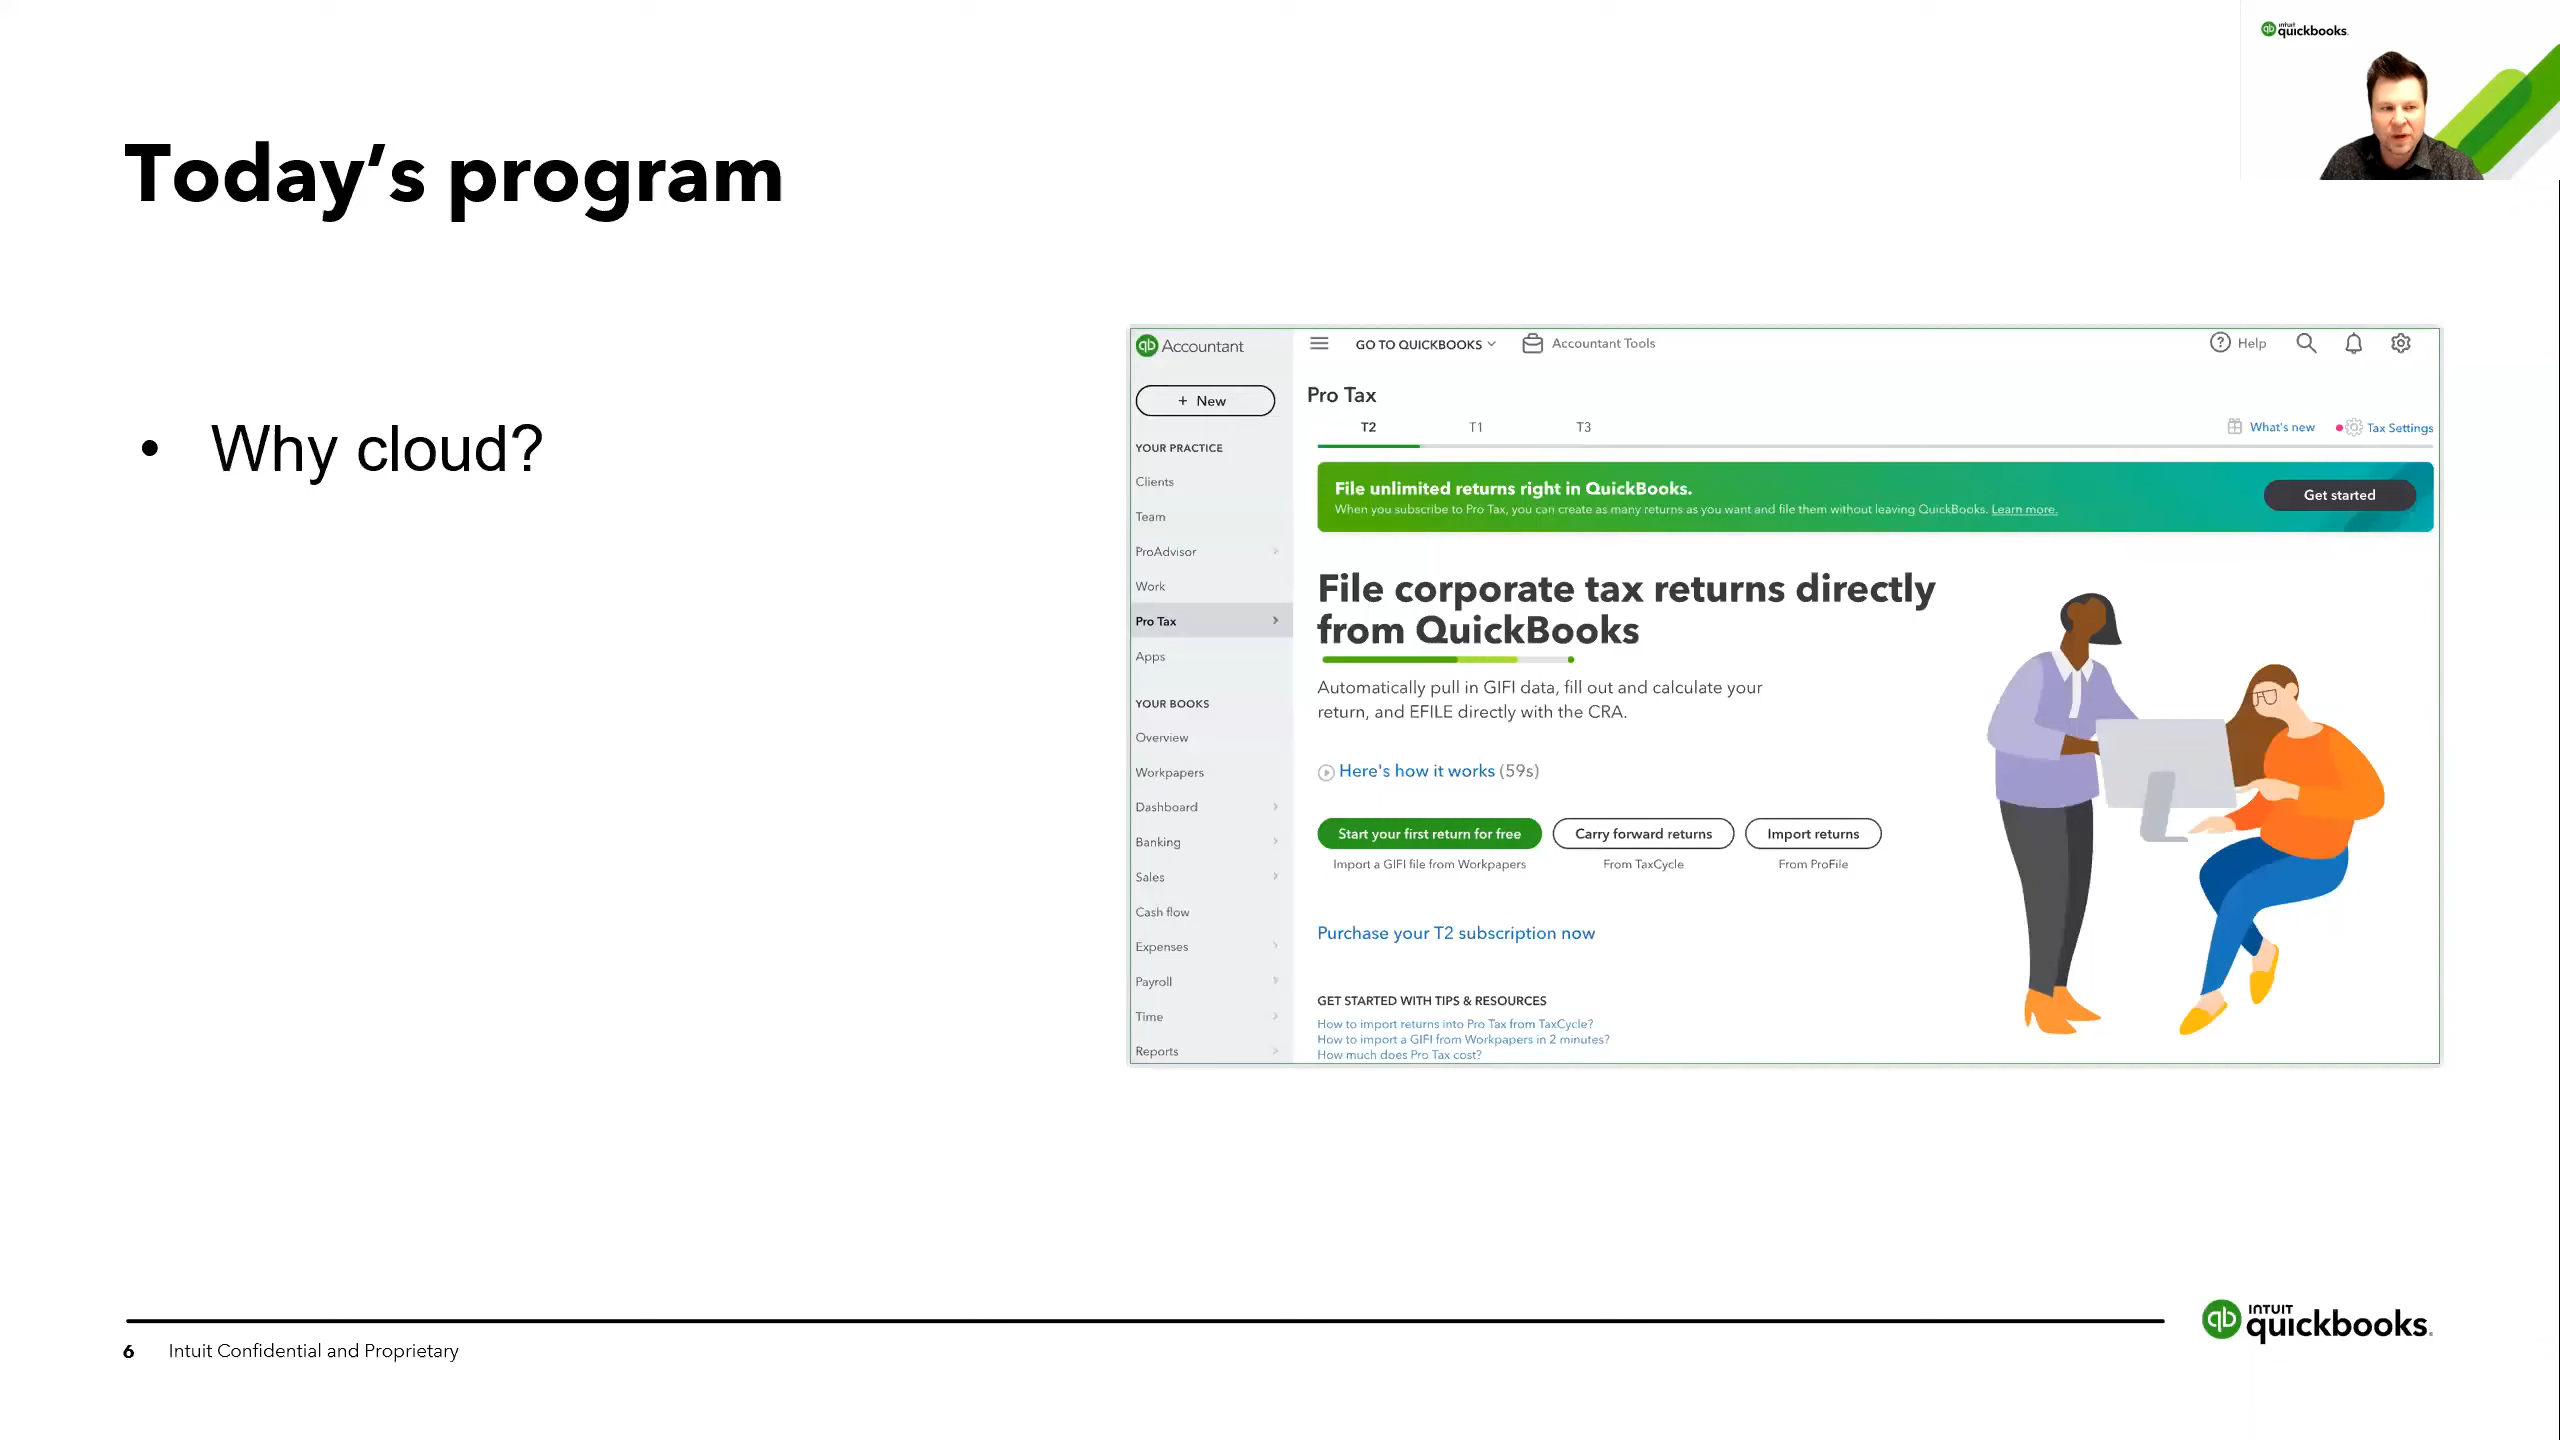 INTUIT
quickbooks.
Today's program
• Why cloud?
Accountant
GO TO QUICKBOOKS
Accountant Tools
Help
+ New
Pro Tax
T2
T1
T3
What's new
Tax Settings
YOUR PRACTICE
Clients
Team
ProAdvisor
Work
Pro Tax
Apps
YOUR BOOKS
Overview
Workpapers
Dashboard
Banking
Sales
Cash flow
Expenses
Payroll
Time
Reports
File unlimited returns right in QuickBooks.
When you subscribe to Pro Tax, you can create as many returns as you want and file them without leaving QuickBooks. Learn more.
Get started
File corporate tax returns directly
from QuickBooks
Automatically pull in GIFI data, fill out and calculate your
return, and EFILE directly with the CRA.
Here's how it works (59s)
Start your first return for free
Carry forward returns
Import returns
Import a GIFI file from Workpapers
From TaxCycle
From ProFile
Purchase your T2 subscription now
GET STARTED WITH TIPS & RESOURCES
How to import returns into Pro Tax from TaxCycle?
How to import a GIFI from Workpapers in 2 minutes?
How much does Pro Tax cost?
6 Intuit Confidential and Proprietary
INTUIT
quickbooks.